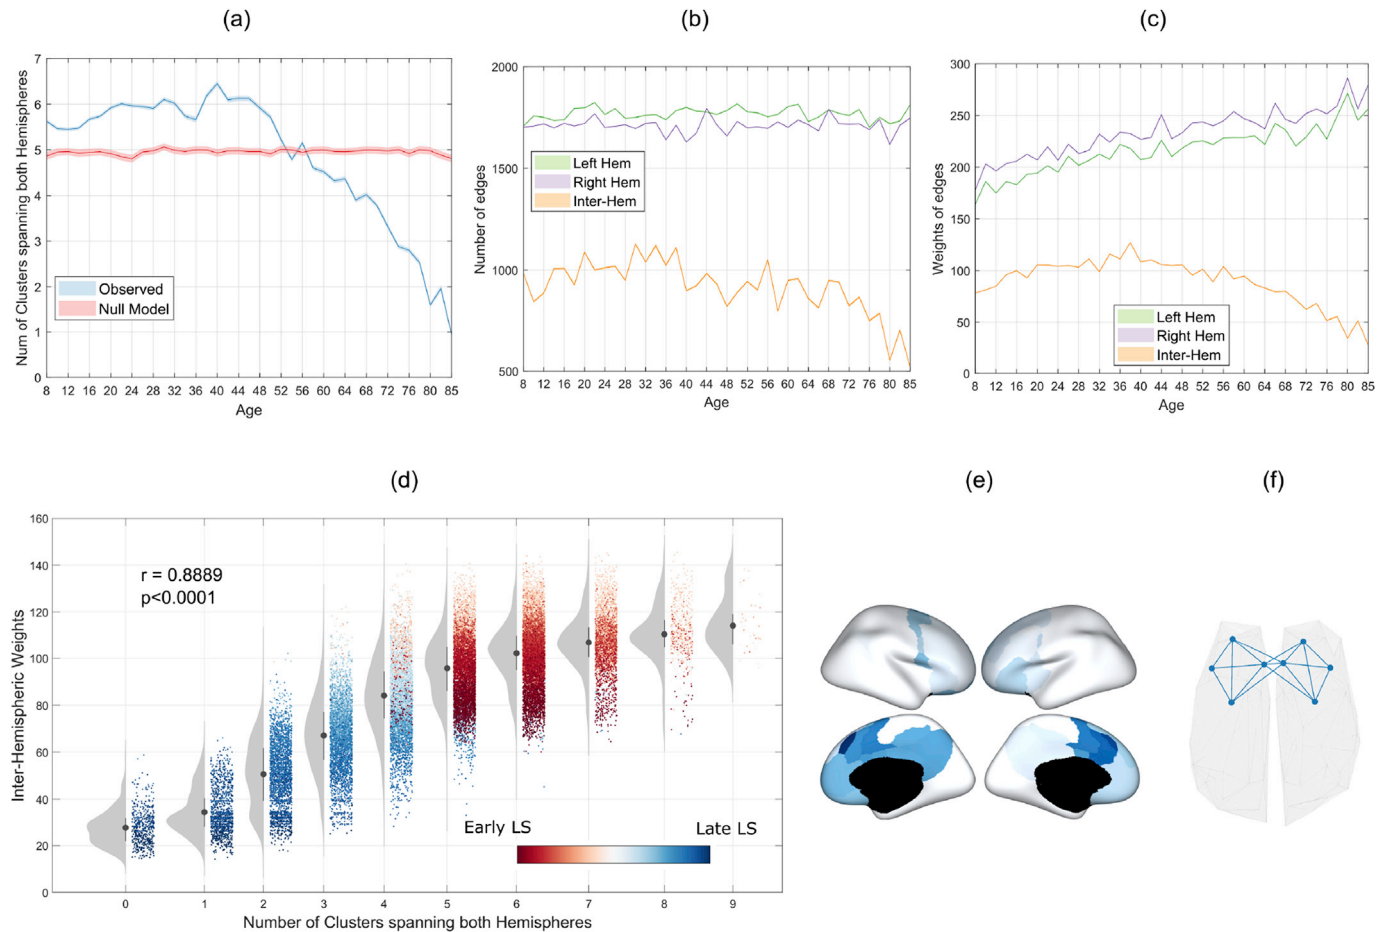 (a)
(b)
(c)
7
6
5
4
3
2
1
0
Num of Clusters spanning both Hemispheres
Observed
Null Model
8 12 16 20 24 28 32 36 40 44 48 52 56 60 64 68 72 76 80 85
Age
2000
1500
1000
500
Number of edges
Left Hem
Right Hem
Inter-Hem
8 12 16 20 24 28 32 36 40 44 48 52 56 60 64 68 72 76 80 85
Age
300
250
200
150
100
50
0
Weights of edges
Left Hem
Right Hem
Inter-Hem
8 12 16 20 24 28 32 36 40 44 48 52 56 60 64 68 72 76 80 85
Age
(d)
(e)
(f)
160
140
120
100
80
60
40
20
0
Inter-Hemispheric Weights
r = 0.8889
p<0.0001
Early LS
Late LS
0 1 2 3 4 5 6 7 8 9
Number of Clusters spanning both Hemispheres